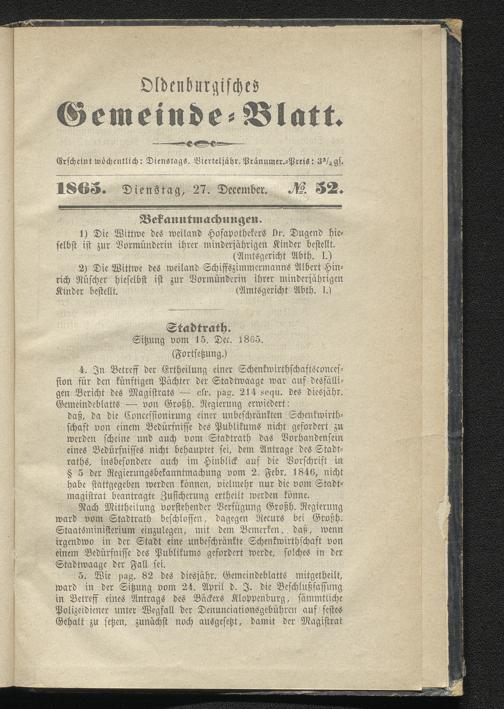 Oldenburgisches
Gemeinde=Blatt.
Erscheint wöchentlich: Dienstags. Vierteljähr. Pränumer.=Preis: 3¾ gſ.
1865. Dienstag, 27. December. №. 52.
Bekanntmachungen.
1) Die Wittwe des weiland Hofapothekers Dr. Dugend hie-
selbst ist zur Vormünderin ihrer minderjährigen Kinder bestellt.
(Amtsgericht Abth. I.)
2) Die Wittwe des weiland Schiffszimmermanns Albert Hin-
rich Rüscher hieselbst ist zur Vormünderin ihrer minderjährigen
Kinder bestellt. (Amtsgericht Abth. I.)
Stadtrath.
Sitzung vom 15. Dec. 1865.
(Fortsetzung.)
4. In Betreff der Ertheilung einer Schenkwirthschaftsconces-
sion für den künftigen Pächter der Stadtwaage war auf desfälli-
gen Bericht des Magistrats — cfr. pag. 214 sequ. des diesjähr.
Gemeindeblatts — von Großh. Regierung erwiedert:
daß, da die Concessionirung einer unbeschränkten Schenkwirth-
schaft von einem Bedürfnisse des Publikums nicht gefordert zu
werden scheine und auch vom Stadtrath das Vorhandensein
eines Bedürfnisses nicht behauptet sei, dem Antrage des Stadt-
raths, insbesondere auch im Hinblick auf die Vorschrift in
§ 5 der Regierungsbekanntmachung vom 2. Febr. 1846, nicht
habe stattgegeben werden können, vielmehr nur die vom Stadt-
magistrat beantragte Zusicherung ertheilt werden könne.
Nach Mittheilung vorstehender Verfügung Großh. Regierung
ward vom Stadtrath beschlossen, dagegen Recurs bei Großh.
Staatsministerium einzulegen, mit dem Bemerken, daß, wenn
irgendwo in der Stadt eine unbeschränkte Schenkwirthschaft von
einem Bedürfnisse des Publikums gefordert werde, solches in der
Stadtwaage der Fall sei.
5. Wie pag. 82 des diesjähr. Gemeindeblatts mitgetheilt,
ward in der Sitzung vom 24. April d. J. die Beschlußfassung
in Betreff eines Antrags des Bäckers Kloppenburg, sämmtliche
Polizeidiener unter Wegfall der Denunciationsgebühren auf festes
Gehalt zu setzen, zunächst noch ausgesetzt, damit der Magistrat